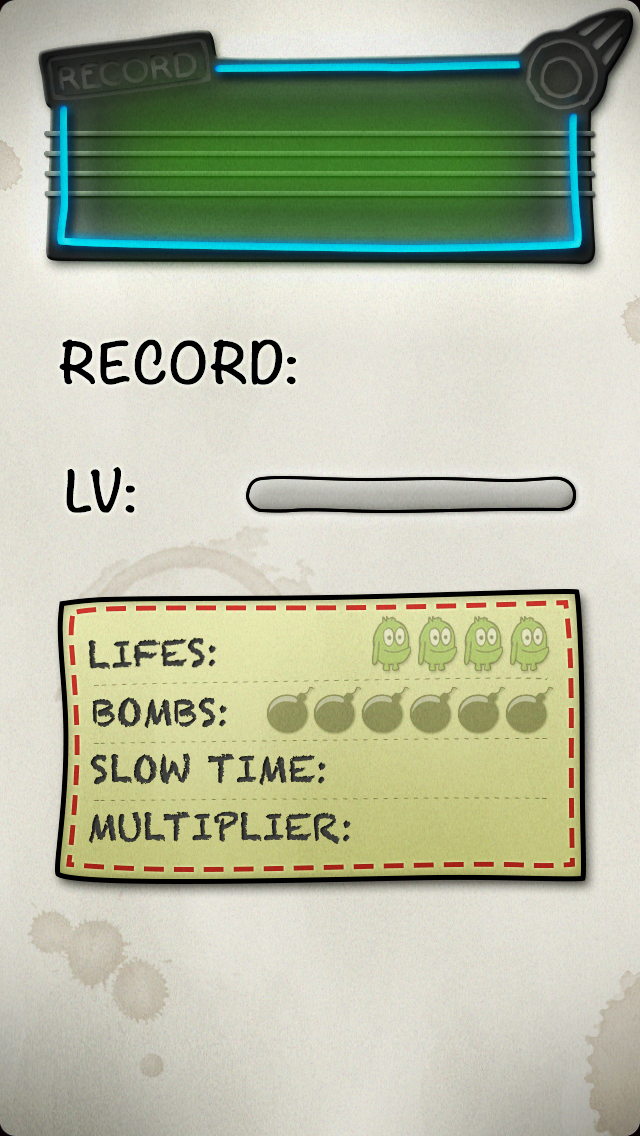 RECORD
RECORD:
LV:
LIFES:
BOMBS:
SLOW TIME:
MULTIPLIER: